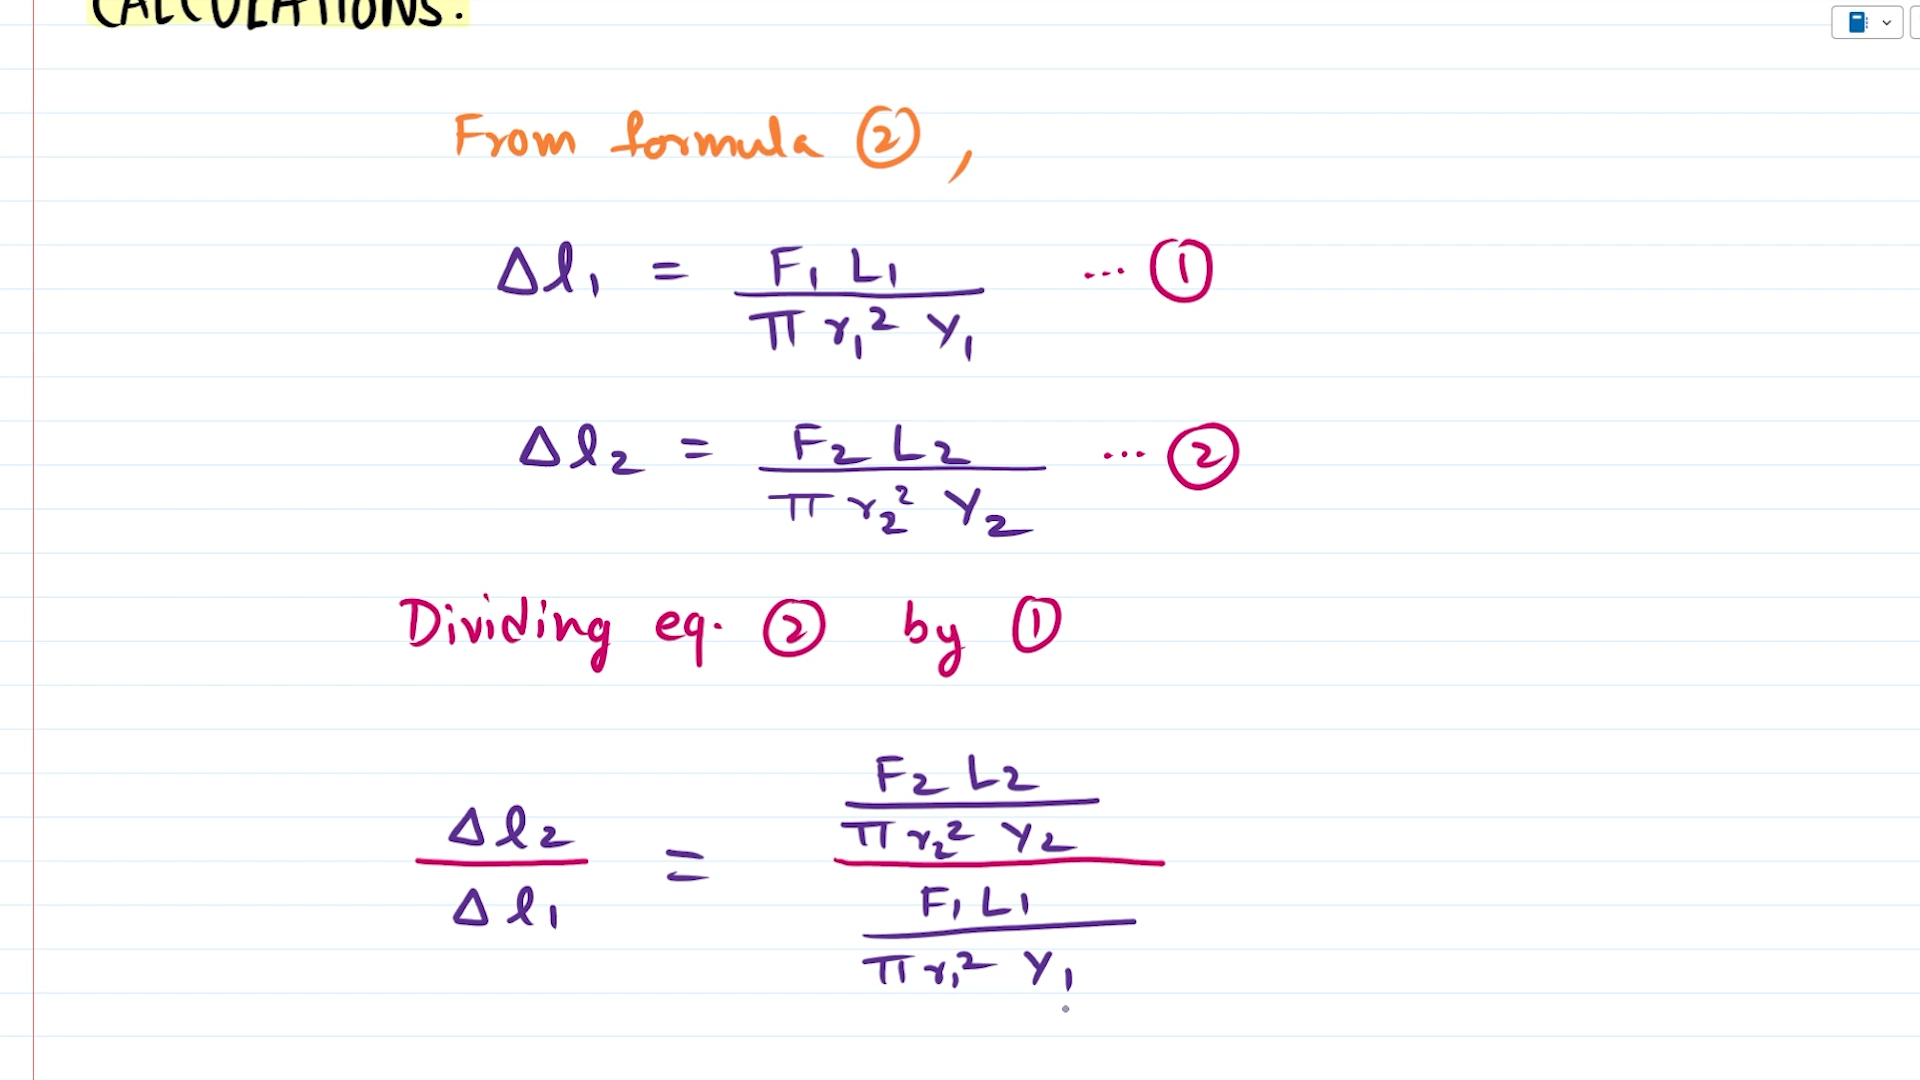 CALCULATIONS:
From formula ②,
Δl₁ = F₁ L₁ / π r₁² Y₁ ... ①
Δl₂ = F₂ L₂ / π r₂² Y₂ ... ②
Dividing eq. ② by ①
Δl₂ / Δl₁ = (F₂ L₂ / π r₂² Y₂) / (F₁ L₁ / π r₁² Y₁)